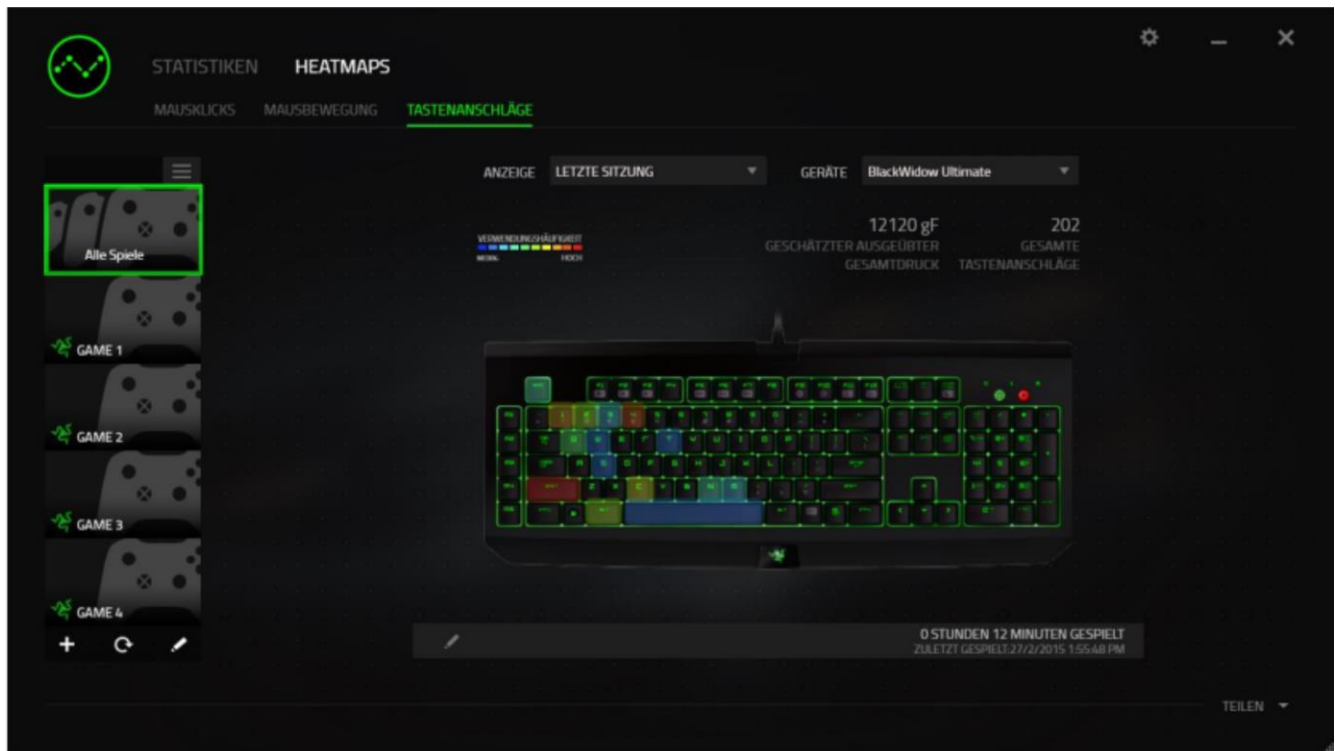 STATISTIKEN HEATMAPS
MAUSKLICKS MAUSBEWEGUNG TASTENANSCHLÄGE
ANZEIGE LETZTE SITZUNG GERÄTE BlackWidow Ultimate
12120 gF 202
VERWENDUNGSHÄUFIGKEIT
GESCHÄTZTER AUSGEÜBTER GESAMTE
HOCH
GESAMTDRUCK TASTENANSCHLÄGE
Alle Spiele
GAME 1
GAME 2
GAME 3
GAME 4
0 STUNDEN 12 MINUTEN GESPIELT
ZULETZT GESPIELT:27/2/2015 1:55:48 PM
TEILEN